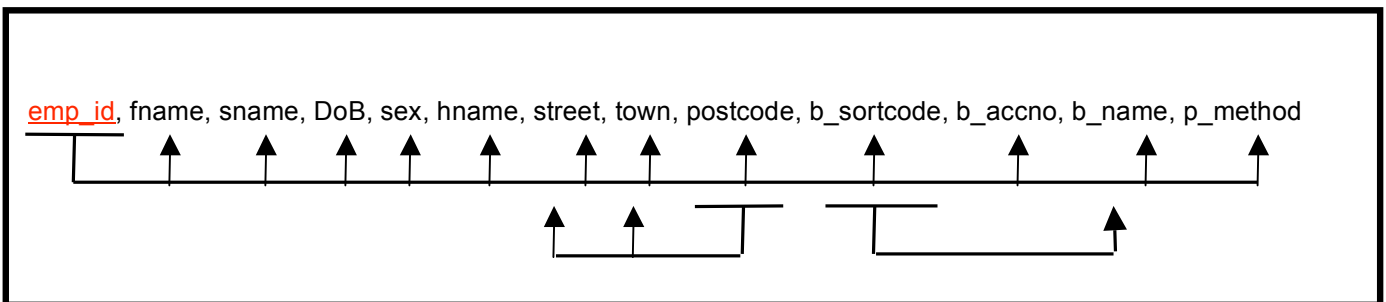 emp_id, fname, sname, DoB, sex, hname, street, town, postcode, b_sortcode, b_accno, b_name, p_method